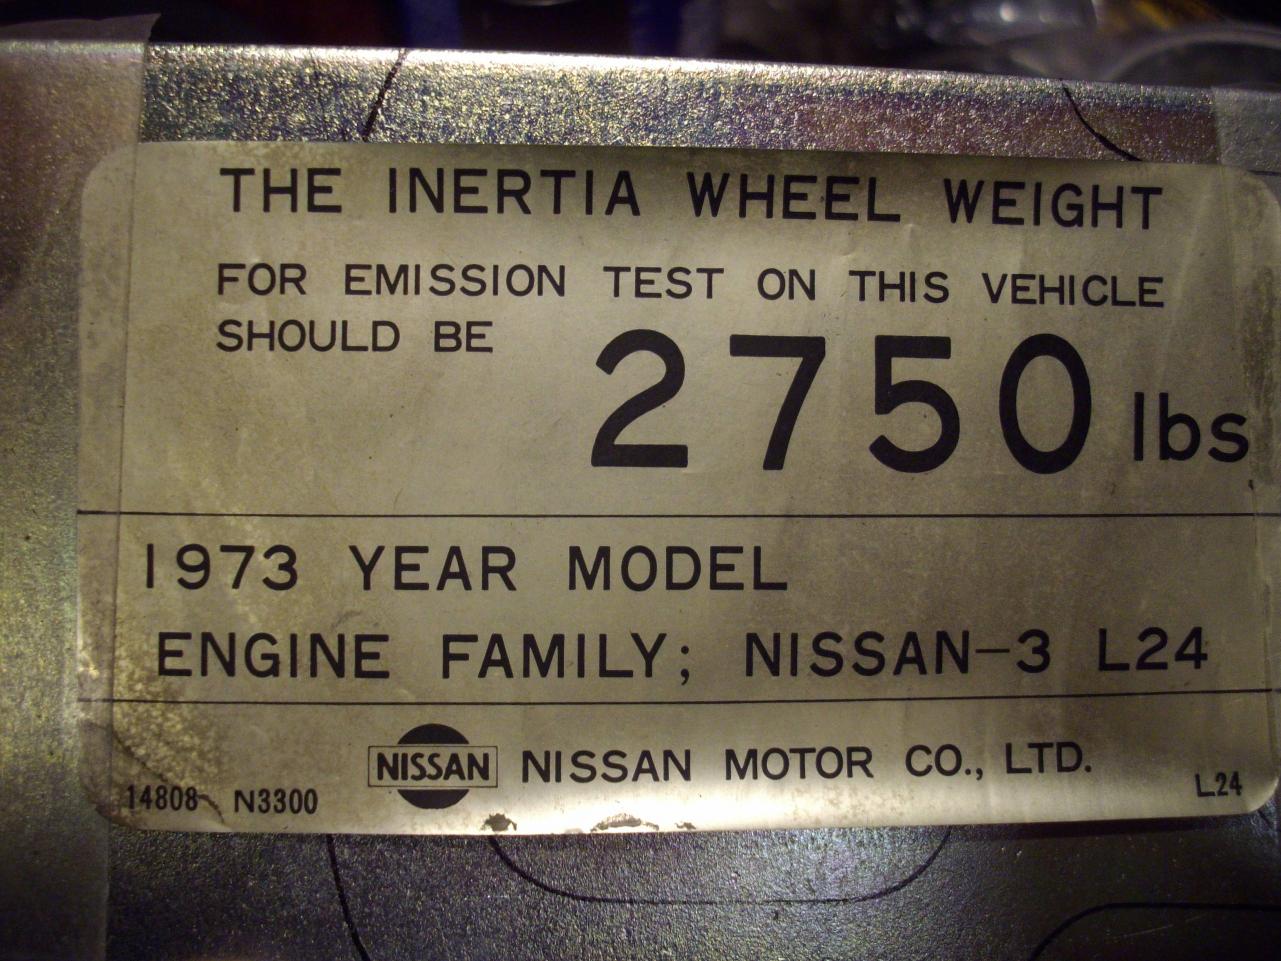 THE INERTIA WHEEL WEIGHT
FOR EMISSION TEST ON THIS VEHICLE
SHOULD BE 2750 lbs
1973 YEAR MODEL
ENGINE FAMILY; NISSAN-3 L24
NISSAN NISSAN MOTOR CO., LTD.
14808- N3300 L24